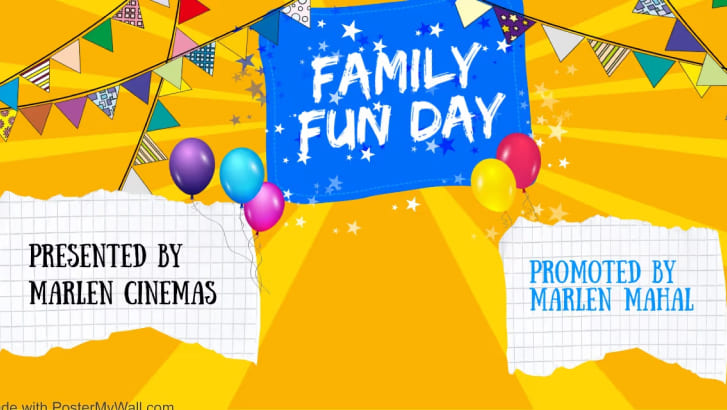 FAMILY
FUN DAY
PRESENTED BY
MARLEN CINEMAS
PROMOTED BY
MARLEN MAHAL
de with PosterMyWall.com